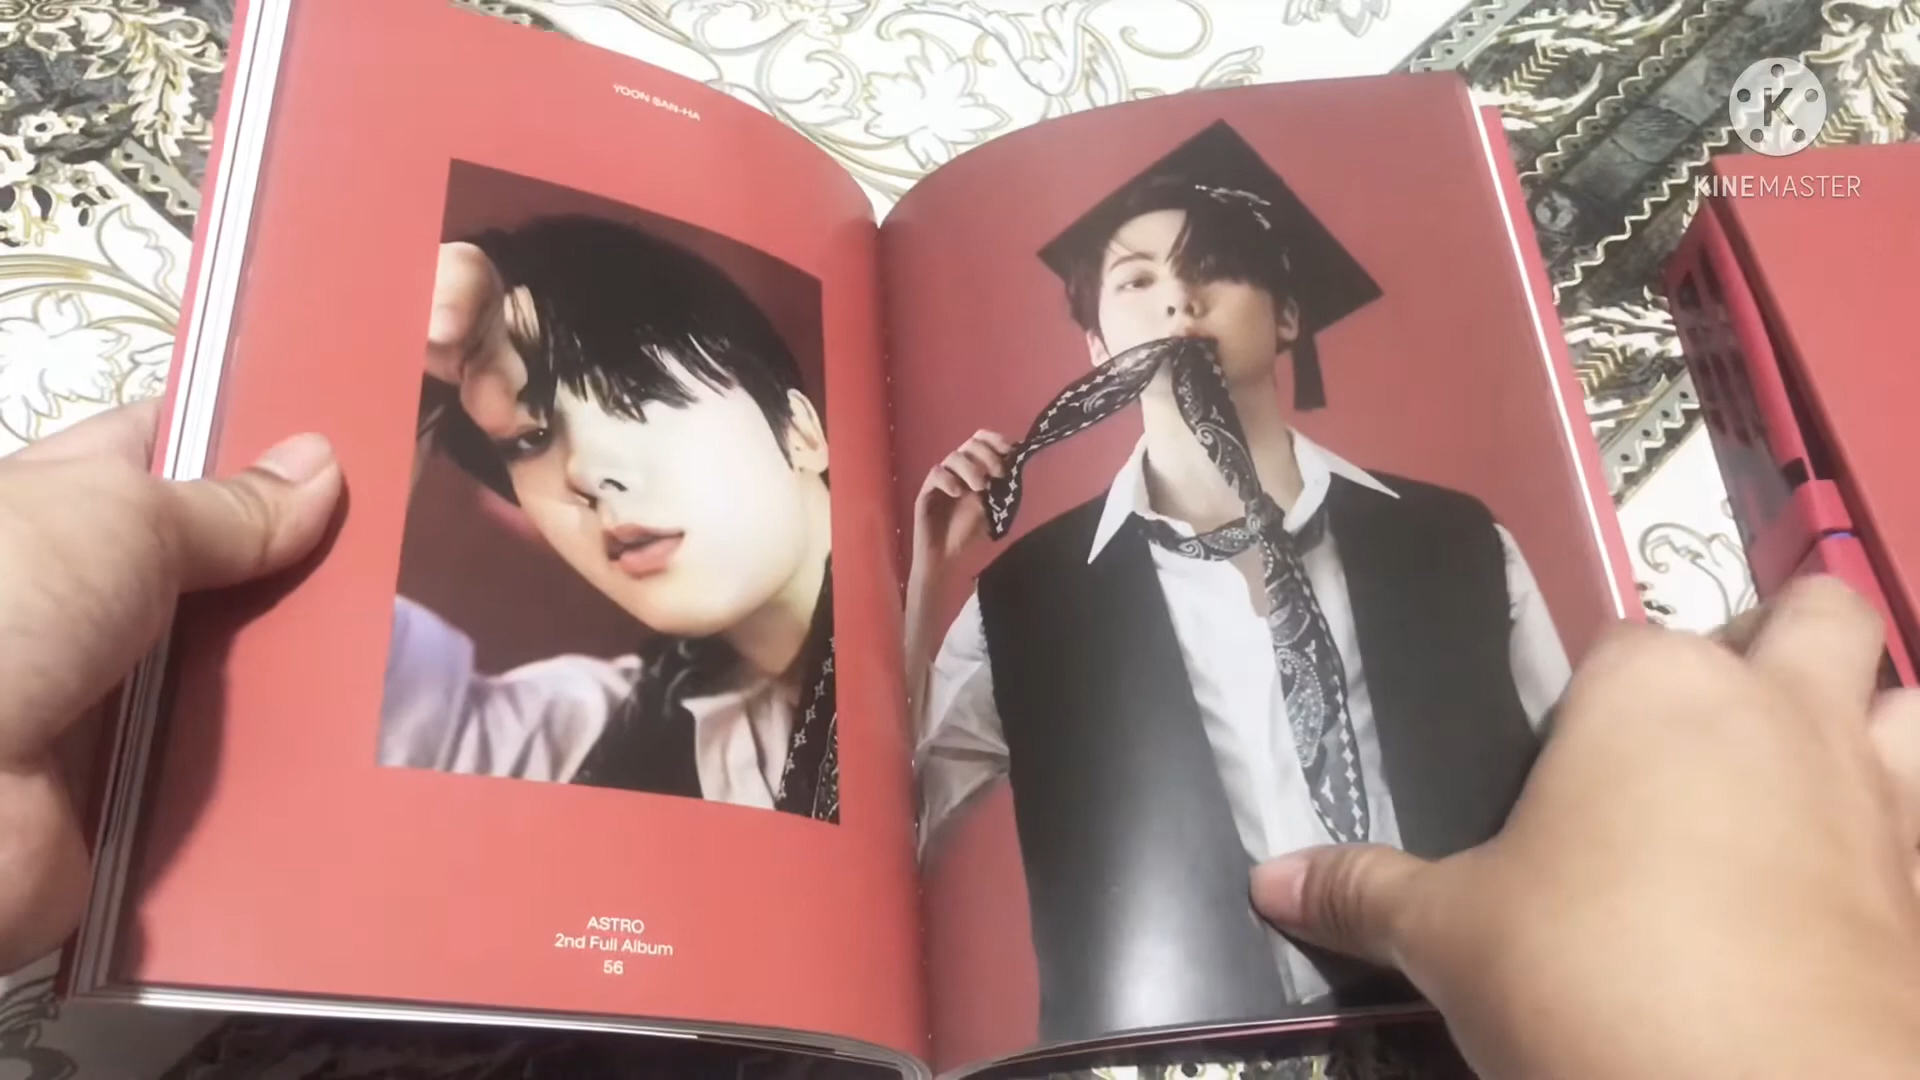 YOON SAN-HA
ASTRO
2nd Full Album
56
K
KINEMASTER